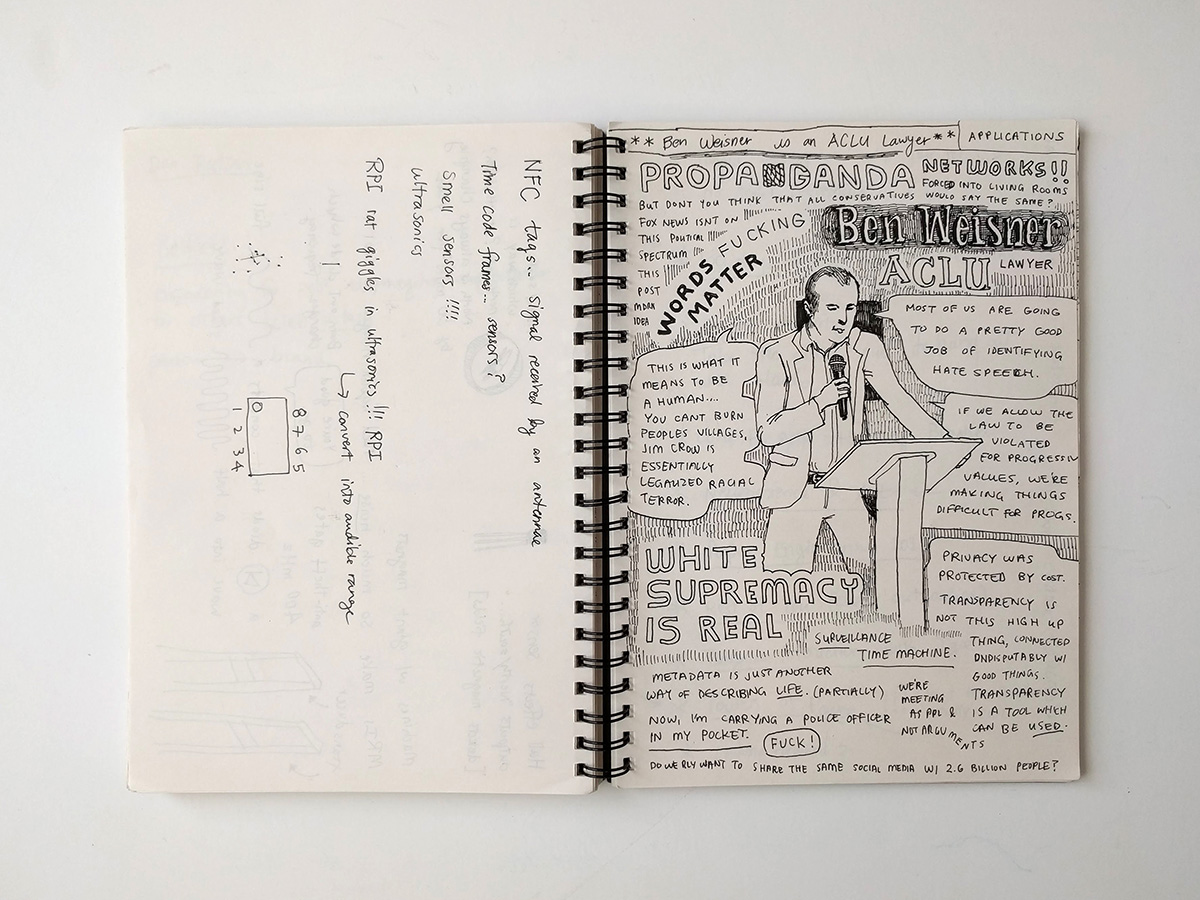 NFC tags... signal received by an antennae
Time code frames... sensors?
Smell sensors !!!!
ultrasonics
RPI rat giggles in ultrasonics !!! RPI
↳ convert into audible range
8 7 6 5
1 2 3 4
** Ben Weisner is an ACLU Lawyer **
APPLICATIONS
PROPANGANDA
NETWORKS!!
FORCED INTO LIVING ROOMS
BUT DONT YOU THINK THAT ALL CONSERVATIVES WOULD SAY THE SAME?
FOX NEWS ISNT ON
THIS POLITICAL
SPECTRUM
THIS
POST
MDRN
IDEA
WORDS
FUCKING
MATTER
Ben Weisner
ACLU LAWYER
MOST OF US ARE GOING
TO DO A PRETTY GOOD
JOB OF IDENTIFYING
HATE SPEECH.
THIS IS WHAT IT
MEANS TO BE
A HUMAN....
YOU CANT BURN
PEOPLES VILLAGES,
JIM CROW IS
ESSENTIALLY
LEGALIZED RACIAL
TERROR.
IF WE ALLOW THE
LAW TO BE
VIOLATED
FOR PROGRESSIV
VALUES, WE'RE
MAKING THINGS
DIFFICULT FOR PROGS.
WHITE
SUPREMACY
IS REAL
PRIVACY WAS
PROTECTED BY COST.
TRANSPARENCY IS
NOT THIS HIGH UP
THING, CONNECTED
UNDISPUTABLY W/
GOOD THINGS.
TRANSPARENCY
IS A TOOL WHICH
CAN BE USED.
SURVEILLANCE
TIME MACHINE.
METADATA IS JUST ANOTHER
WAY OF DESCRIBING LIFE. (PARTIALLY)
NOW, I'M CARRYING A POLICE OFFICER
IN MY POCKET.
FUCK!
WE'RE
MEETING
AS PPL &
NOT ARGUMENTS
DO WE RLY WANT TO SHARE THE SAME SOCIAL MEDIA W/ 2.6 BILLION PEOPLE?